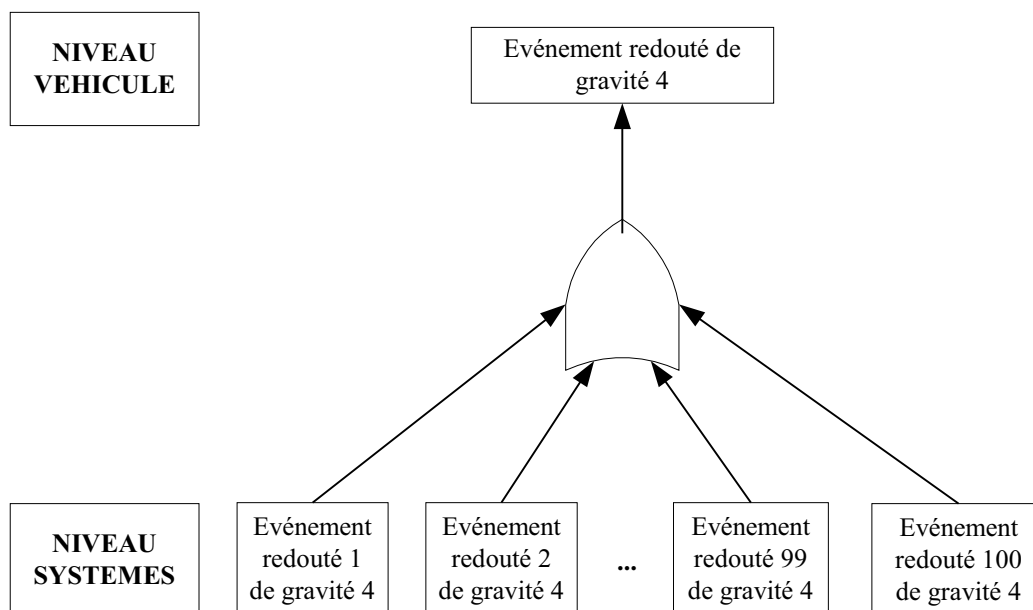 NIVEAU
VEHICULE
Evénement redouté de
gravité 4
NIVEAU
SYSTEMES
Evénement
redouté 1
de gravité 4
Evénement
redouté 2
de gravité 4
...
Evénement
redouté 99
de gravité 4
Evénement
redouté 100
de gravité 4